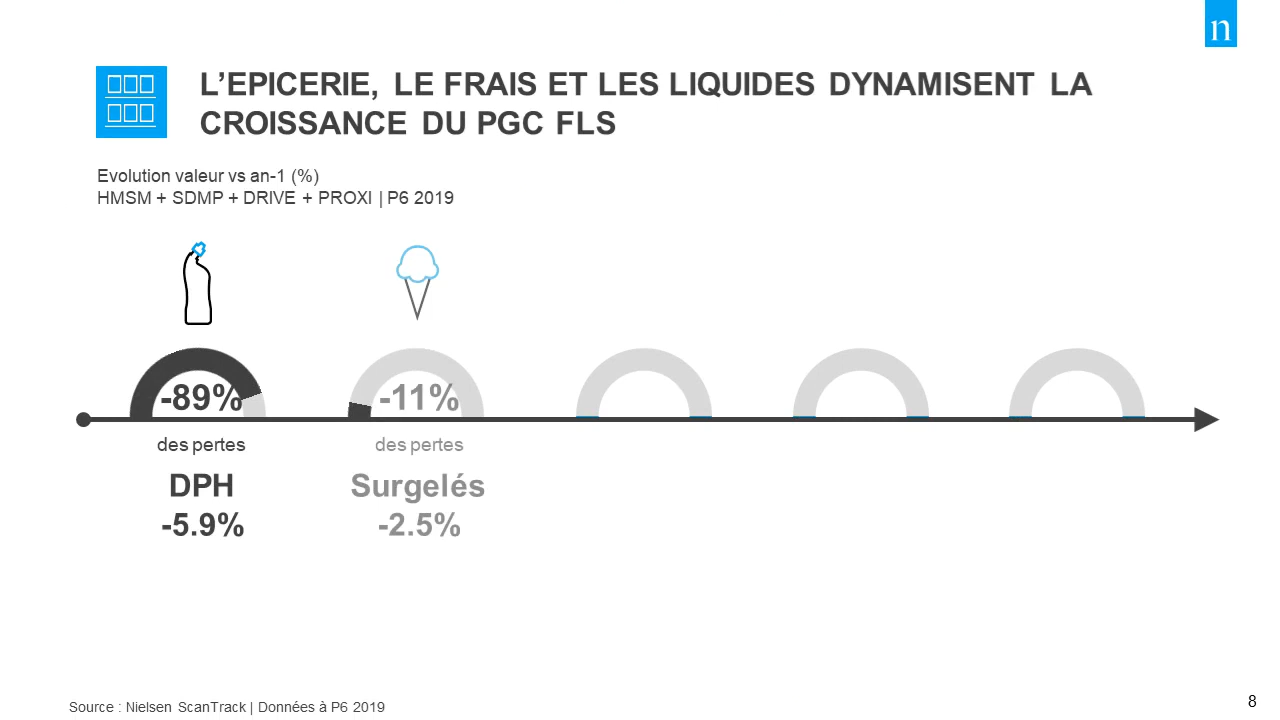 n
L’EPICERIE, LE FRAIS ET LES LIQUIDES DYNAMISENT LA
CROISSANCE DU PGC FLS
Evolution valeur vs an-1 (%)
HMSM + SDMP + DRIVE + PROXI | P6 2019
-89%
-11%
des pertes
des pertes
DPH
Surgelés
-5.9%
-2.5%
Source : Nielsen ScanTrack | Données à P6 2019
8